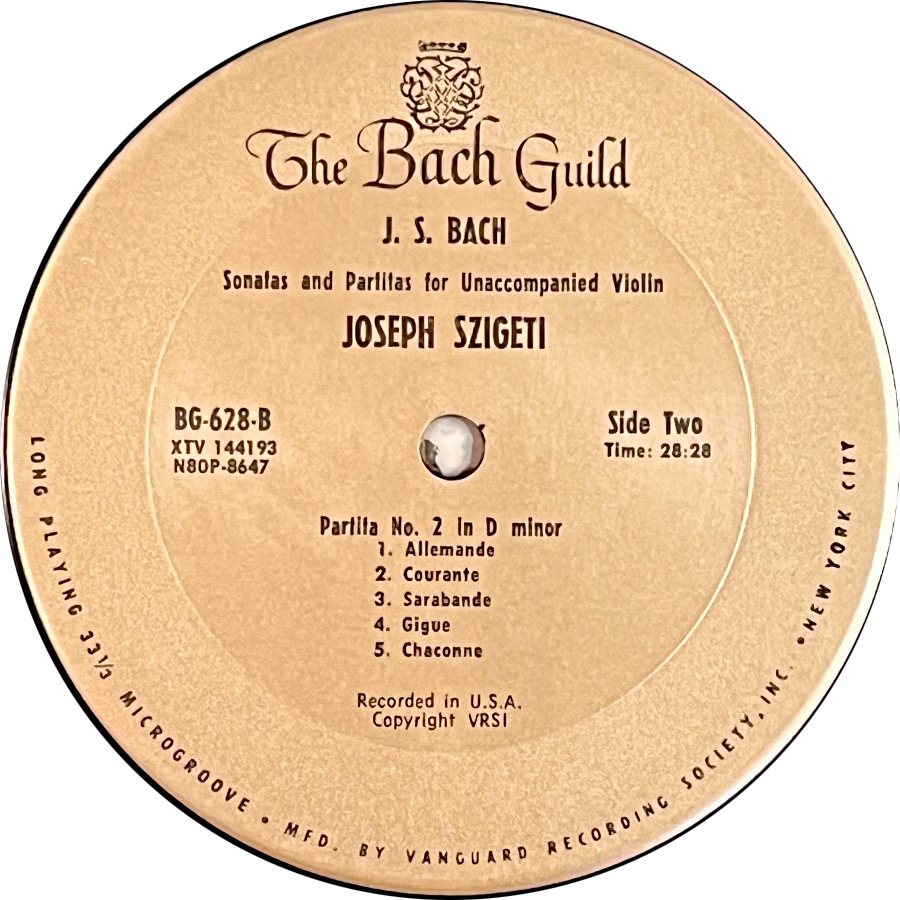 The Bach Guild
J. S. BACH
Sonatas and Partitas for Unaccompanied Violin
JOSEPH SZIGETI
BG-628-B
XTV 144193
N80P-8647
Side Two
Time: 28:28
Partita No. 2 in D minor
1. Allemande
2. Courante
3. Sarabande
4. Gigue
5. Chaconne
Recorded in U.S.A.
Copyright VRSI
LONG PLAYING 33 1/3 MICROGROOVE • MFD. BY VANGUARD RECORDING SOCIETY, INC. • NEW YORK CITY